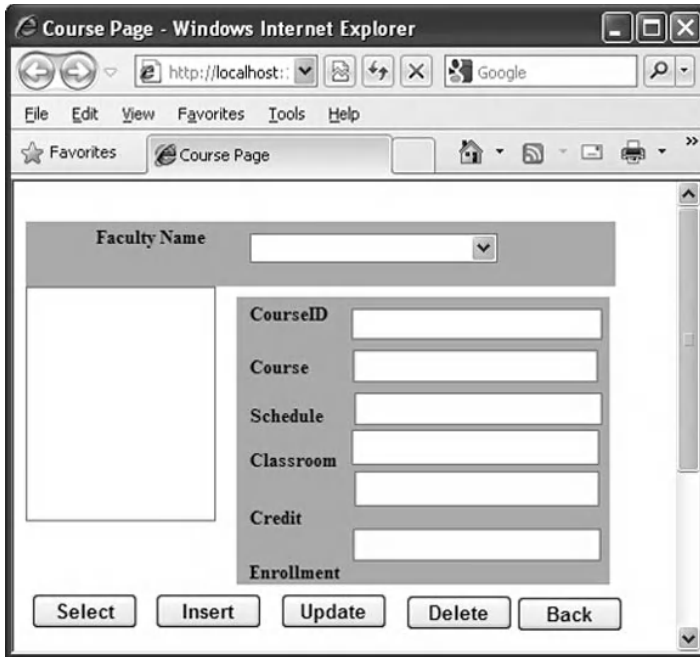 Course Page - Windows Internet Explorer
http://localhost:
Google
File Edit View Favorites Tools Help
Favorites Course Page »
Faculty Name
CourseID
Course
Schedule
Classroom
Credit
Enrollment
Select Insert Update Delete Back